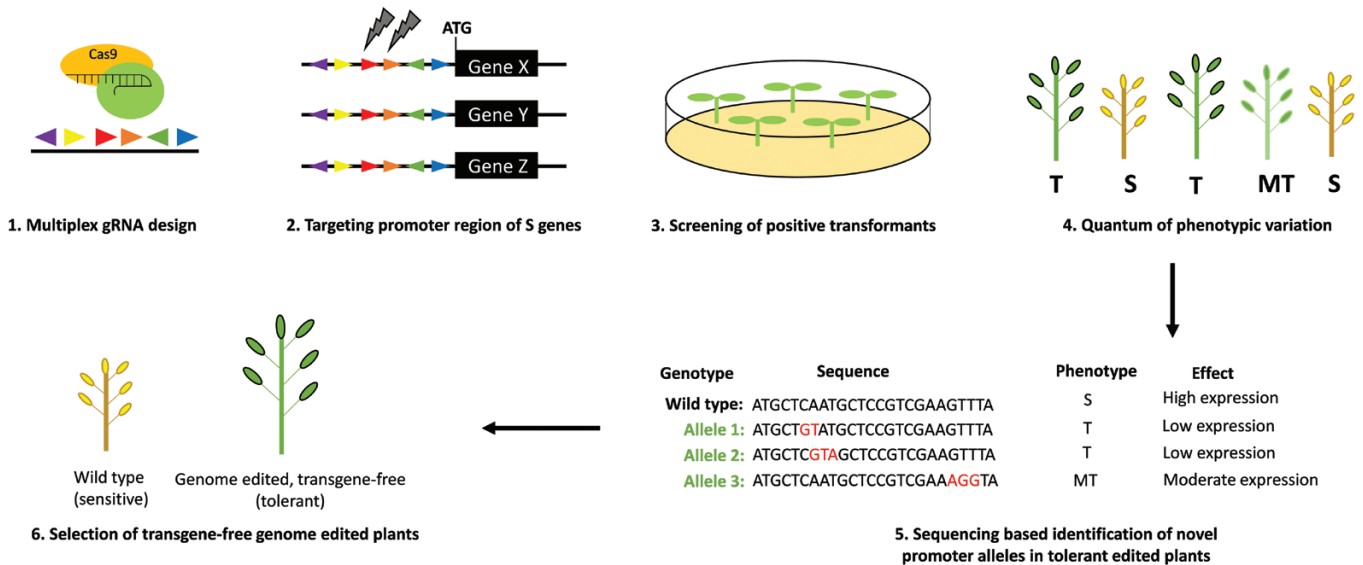 Cas9
1. Multiplex gRNA design
ATG
Gene X
Gene Y
Gene Z
2. Targeting promoter region of S genes
3. Screening of positive transformants
T S T MT S
4. Quantum of phenotypic variation
Genotype Sequence Phenotype Effect
Wild type: ATGCTCAATGCTCCGTCGAAGTTTA S High expression
Allele 1: ATGCTGTATGCTCCGTCGAAGTTTA T Low expression
Allele 2: ATGCTCGTAGCTCCGTCGAAGTTTA T Low expression
Allele 3: ATGCTCAATGCTCCGTCGAAAGGTA MT Moderate expression
5. Sequencing based identification of novel
promoter alleles in tolerant edited plants
Wild type
(sensitive)
Genome edited, transgene-free
(tolerant)
6. Selection of transgene-free genome edited plants